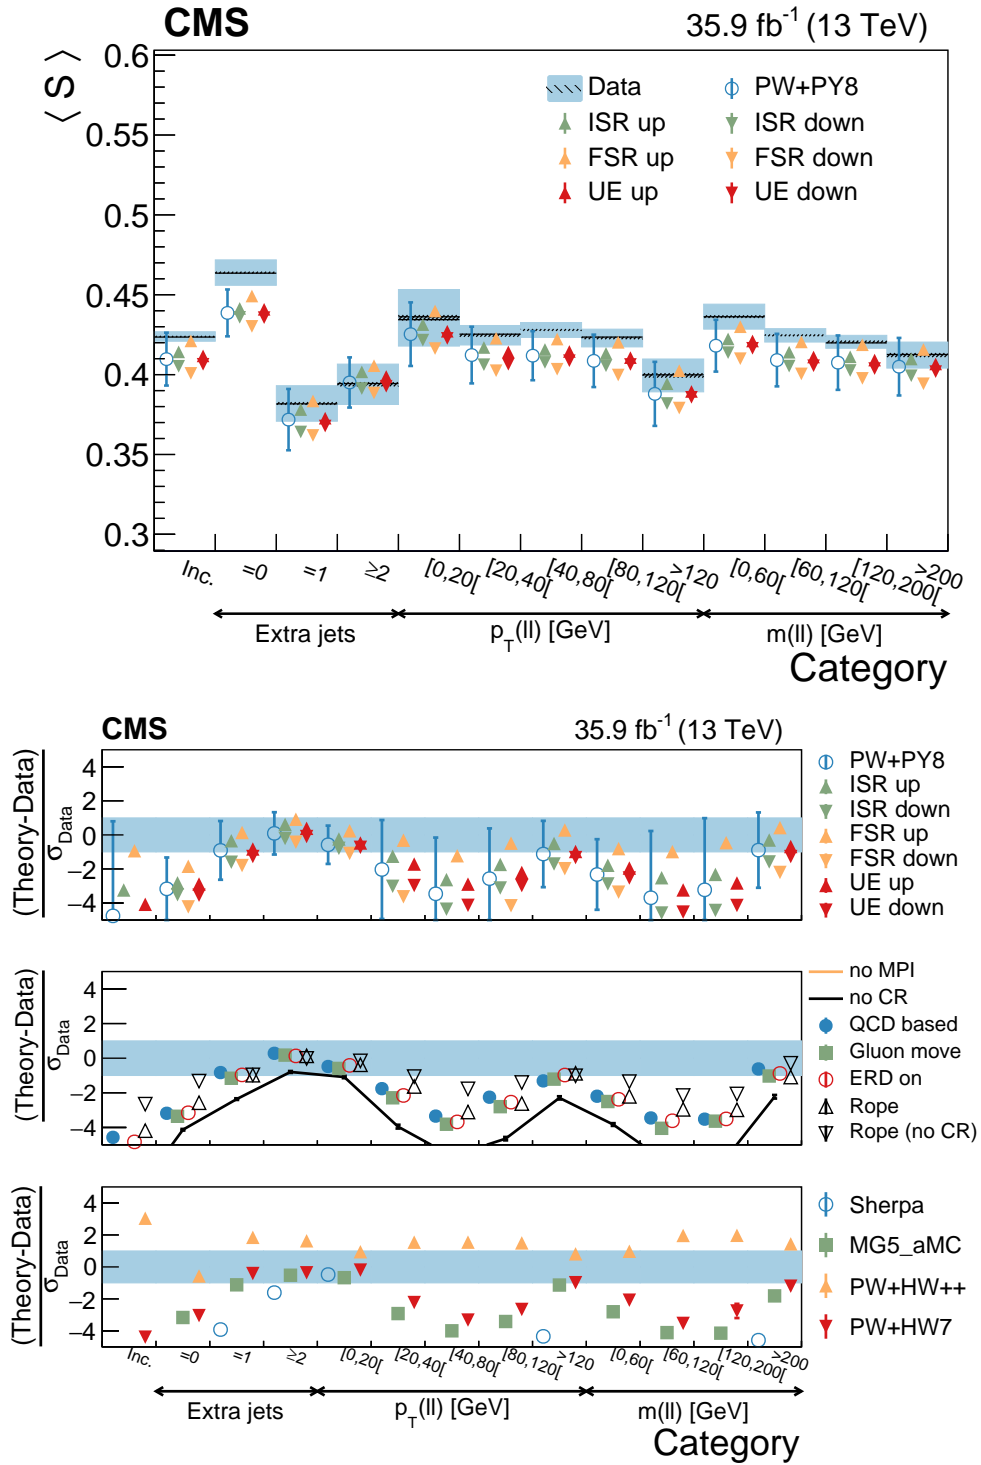 CMS 35.9 fb⁻¹ (13 TeV)
⟨ S ⟩
0.6
0.55
0.5
0.45
0.4
0.35
0.3
Data PW+PY8
ISR up ISR down
FSR up FSR down
UE up UE down
Inc. =0 =1 ≥2 [0,20[ [20,40[ [40,80[ [80,120[ >120 [0,60[ [60,120[ [120,200[ >200
Extra jets p_T(ll) [GeV] m(ll) [GeV]
Category
CMS 35.9 fb⁻¹ (13 TeV)
(Theory-Data)
σ_Data
4
2
0
−2
−4
PW+PY8
ISR up
ISR down
FSR up
FSR down
UE up
UE down
(Theory-Data)
σ_Data
4
2
0
−2
−4
no MPI
no CR
QCD based
Gluon move
ERD on
Rope
Rope (no CR)
(Theory-Data)
σ_Data
4
2
0
−2
−4
Sherpa
MG5_aMC
PW+HW++
PW+HW7
Inc. =0 =1 ≥2 [0,20[ [20,40[ [40,80[ [80,120[ >120 [0,60[ [60,120[ [120,200[ >200
Extra jets p_T(ll) [GeV] m(ll) [GeV]
Category